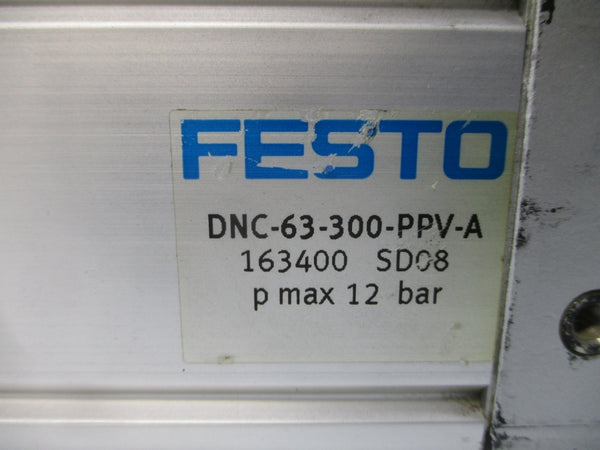 FESTO
DNC-63-300-PPV-A
163400 SD08
p max 12 bar